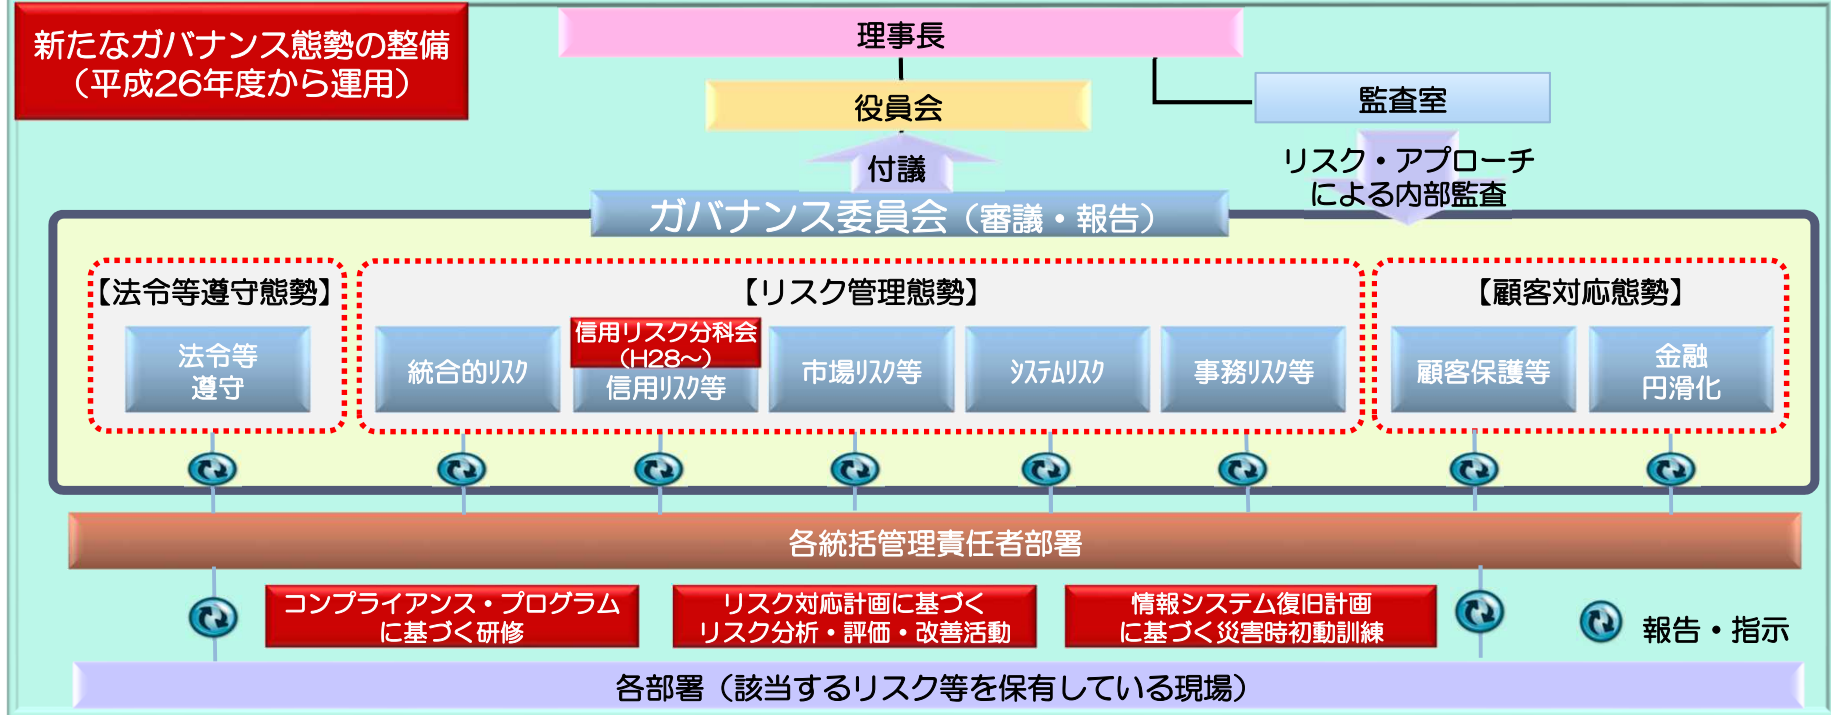 新たなガバナンス態勢の整備
（平成26年度から運用）
理事長
役員会
監査室
付議
リスク・アプローチ
による内部監査
ガバナンス委員会（審議・報告）
【法令等遵守態勢】
【リスク管理態勢】
【顧客対応態勢】
法令等
遵守
統合的ﾘｽｸ
信用リスク分科会
（H28～）
信用ﾘｽｸ等
市場ﾘｽｸ等
ｼｽﾃﾑﾘｽｸ
事務ﾘｽｸ等
顧客保護等
金融
円滑化
各統括管理責任者部署
コンプライアンス・プログラム
に基づく研修
リスク対応計画に基づく
リスク分析・評価・改善活動
情報システム復旧計画
に基づく災害時初動訓練
報告・指示
各部署（該当するリスク等を保有している現場）